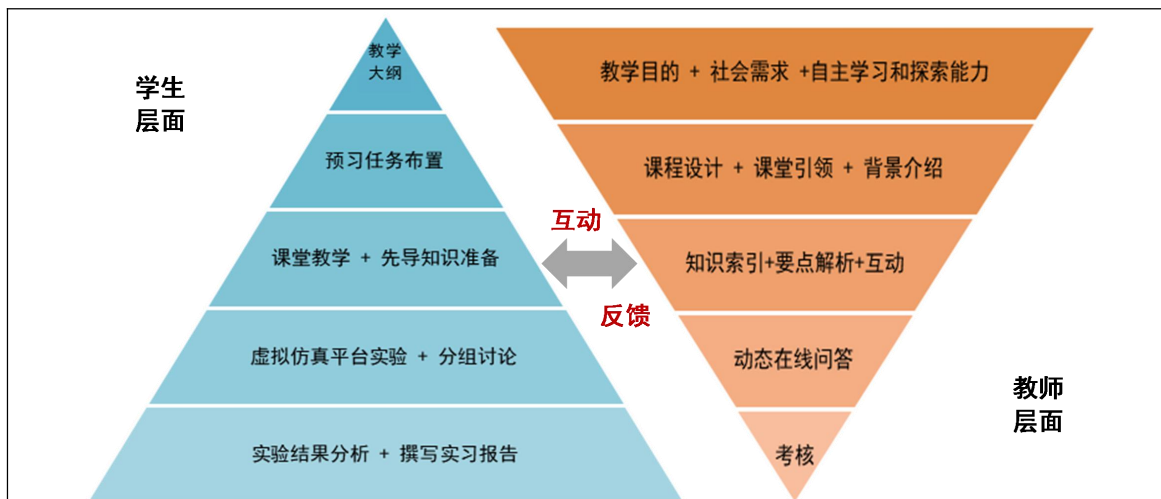 学生
层面
教学
大纲
预习任务布置
课堂教学 + 先导知识准备
虚拟仿真平台实验 + 分组讨论
实验结果分析 + 撰写实习报告
互动
反馈
教学目的 + 社会需求 +自主学习和探索能力
课程设计 + 课堂引领 + 背景介绍
知识索引+要点解析+互动
动态在线问答
考核
教师
层面